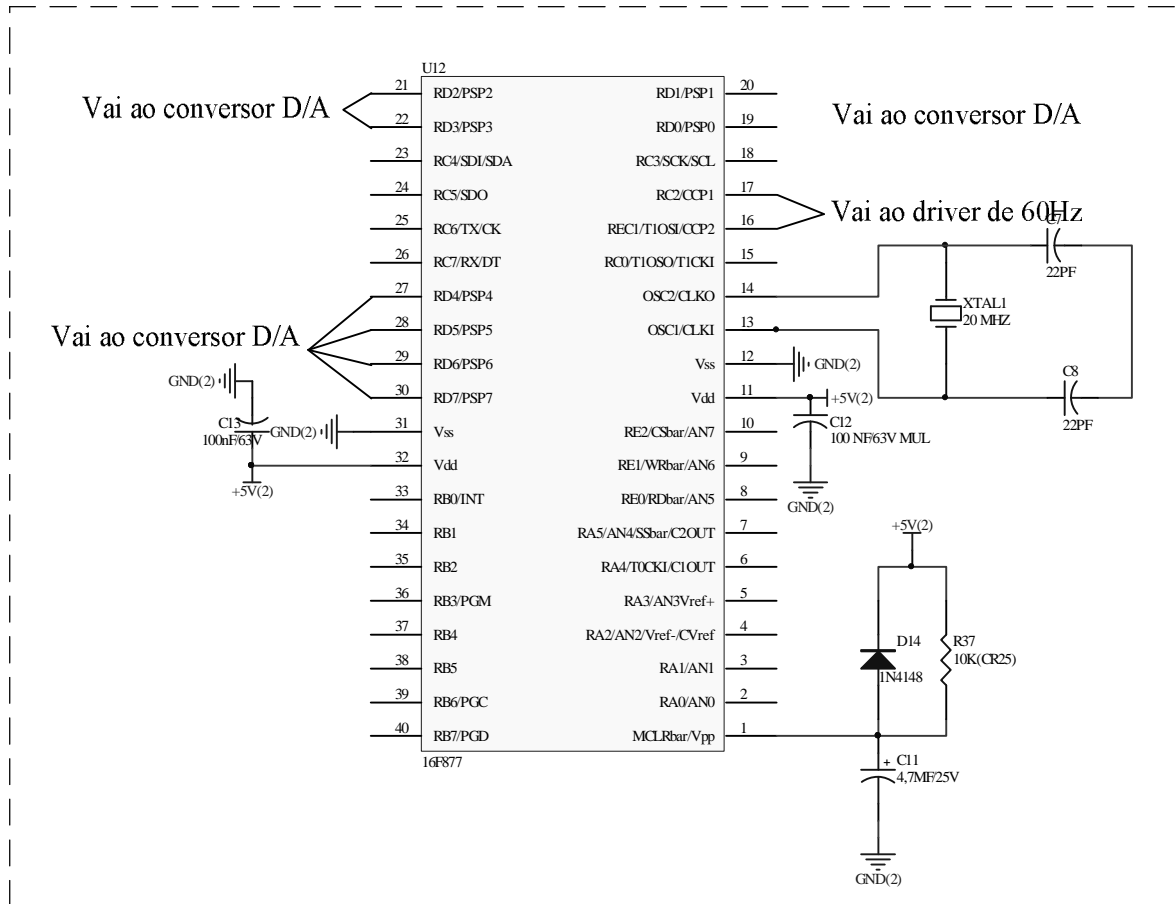 U12
21 RD2/PSP2 RD1/PSP1 20
Vai ao conversor D/A
Vai ao conversor D/A
22 RD3/PSP3 RD0/PSP0 19
23 RC4/SDI/SDA RC3/SCK/SCL 18
24 RC5/SDO RC2/CCP1 17
Vai ao driver de 60Hz
25 RC6/TX/CK REC1/T1OSI/CCP2 16
C7
22PF
26 RC7/RX/DT RC0/T1OSO/T1CKI 15
27 RD4/PSP4 OSC2/CLKO 14
XTAL1
20 MHZ
28 RD5/PSP5 OSC1/CLKI 13
Vai ao conversor D/A
29 RD6/PSP6 Vss 12
GND(2)
C8
22PF
GND(2)
30 RD7/PSP7 Vdd 11
+5V(2)
C13
100nF/63V
GND(2)
31 Vss RE2/CSbar/AN7 10
C12
100 NF/63V MUL
32 Vdd RE1/WRbar/AN6 9
+5V(2)
33 RB0/INT RE0/RDbar/AN5 8
GND(2)
34 RB1 RA5/AN4/SSbar/C2OUT 7
+5V(2)
35 RB2 RA4/T0CKI/C1OUT 6
36 RB3/PGM RA3/AN3Vref+ 5
37 RB4 RA2/AN2/Vref-/CVref 4
D14
1N4148
R37
10K(CR25)
38 RB5 RA1/AN1 3
39 RB6/PGC RA0/AN0 2
40 RB7/PGD MCLRbar/Vpp 1
16F877
+ C11
4,7MF/25V
GND(2)